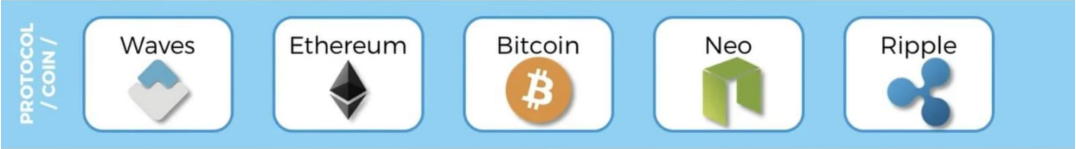 PROTOCOL
/ COIN /
Waves
Ethereum
Bitcoin
Neo
Ripple